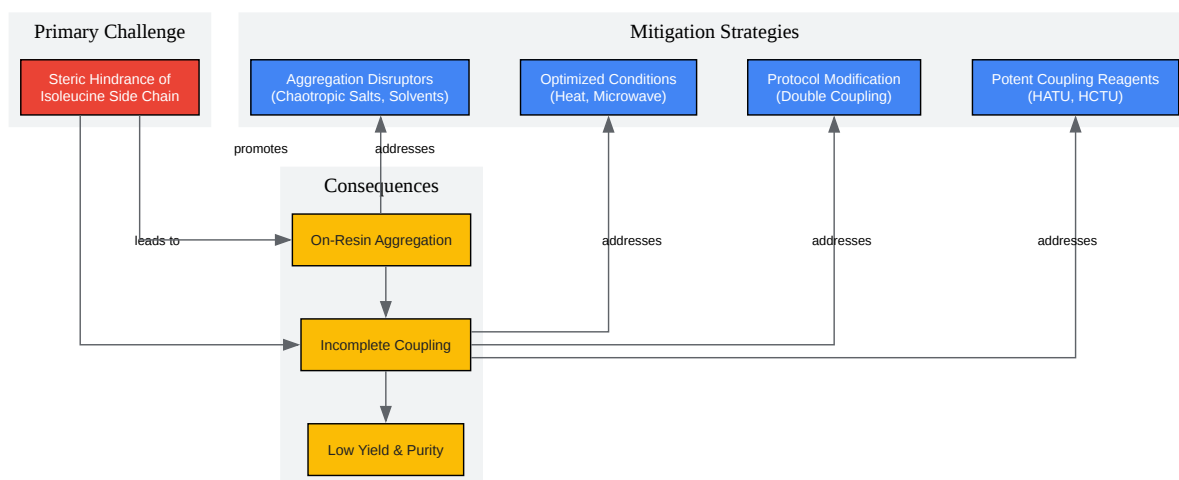 Primary Challenge
Mitigation Strategies
Steric Hindrance of
Isoleucine Side Chain
Aggregation Disruptors
(Chaotropic Salts, Solvents)
Optimized Conditions
(Heat, Microwave)
Protocol Modification
(Double Coupling)
Potent Coupling Reagents
(HATU, HCTU)
promotes
addresses
Consequences
leads to
On-Resin Aggregation
addresses
addresses
addresses
Incomplete Coupling
Low Yield & Purity